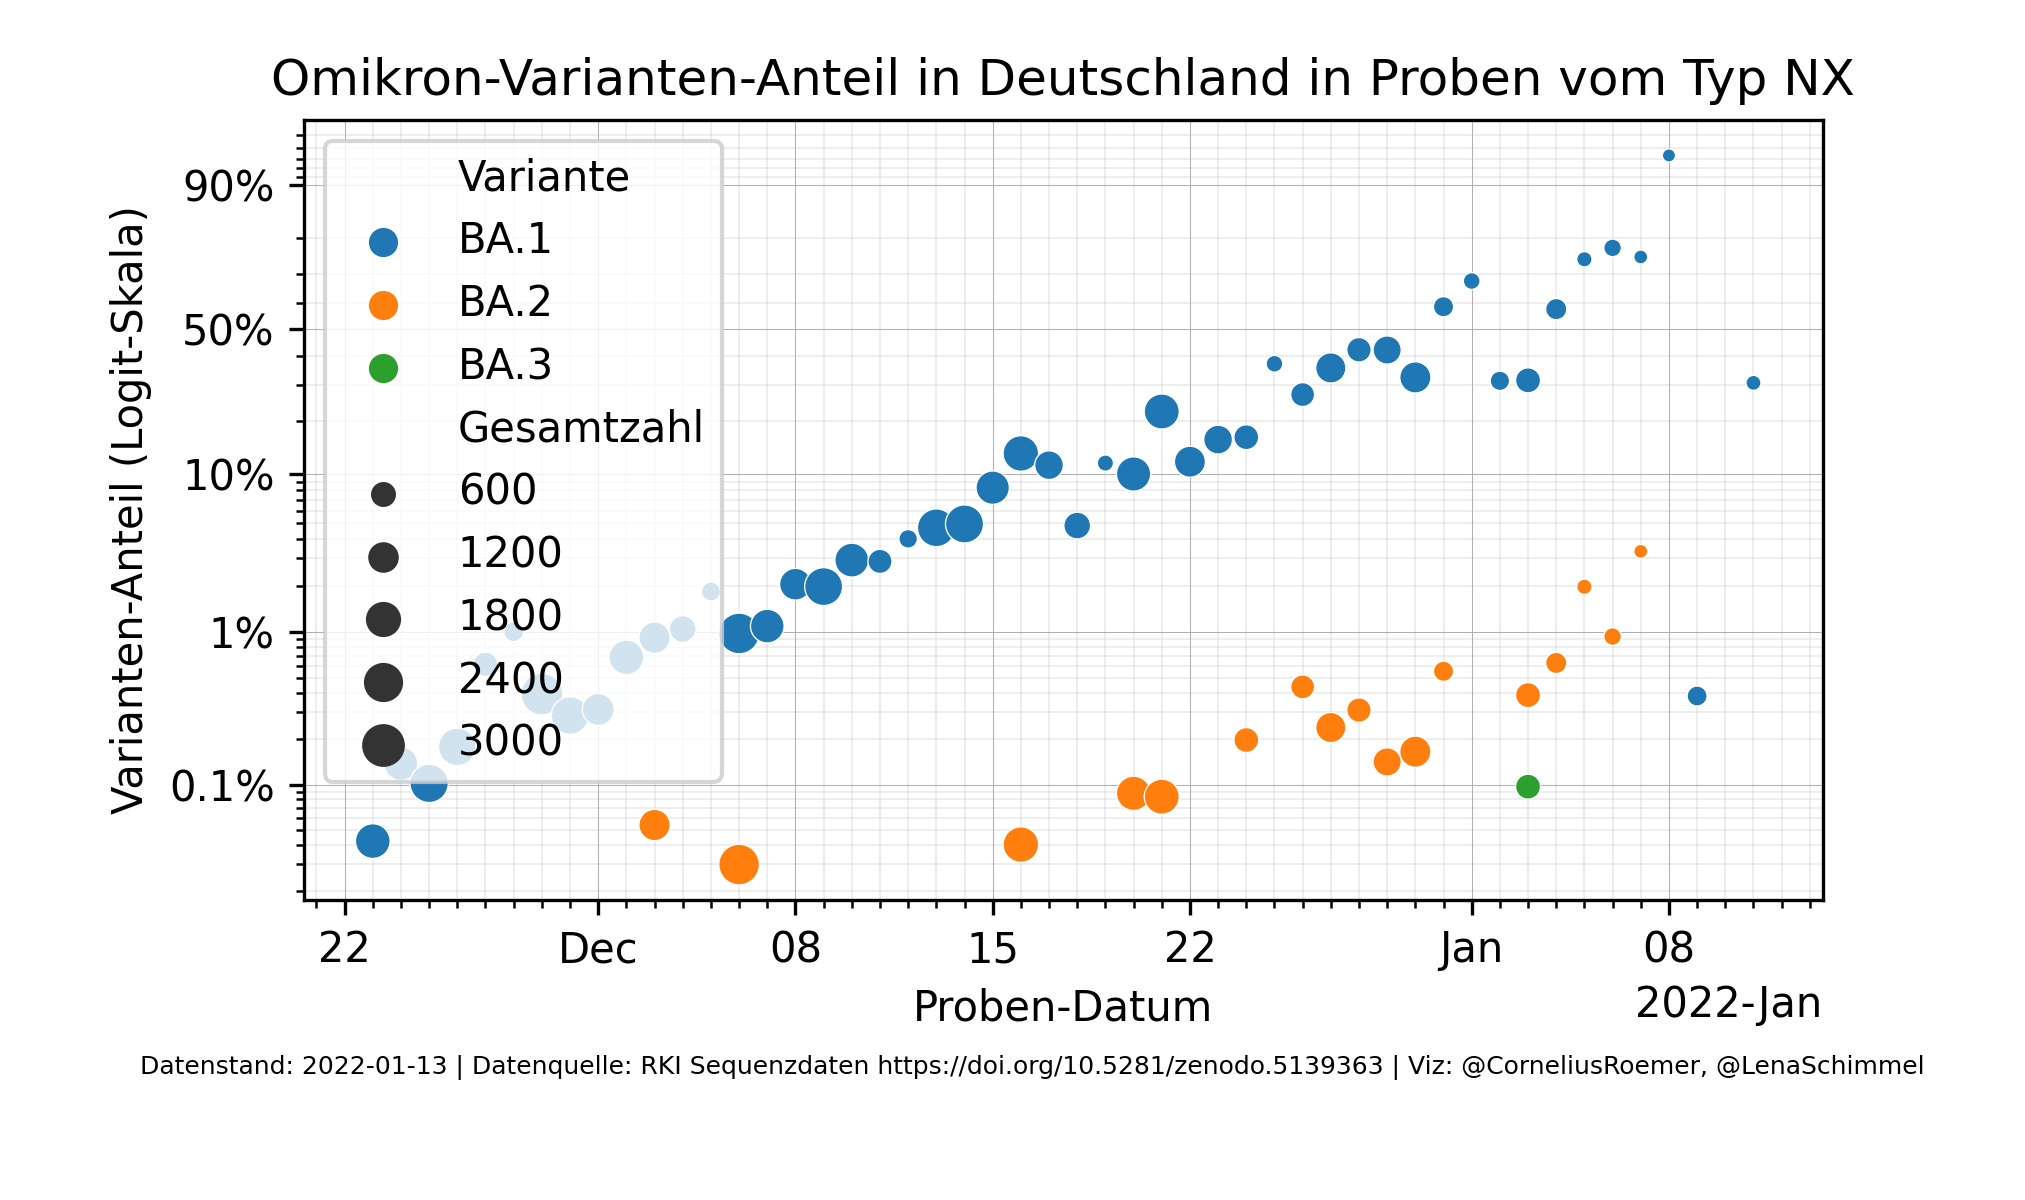 Omikron-Varianten-Anteil in Deutschland in Proben vom Typ NX
Varianten-Anteil (Logit-Skala)
90%
50%
10%
1%
0.1%
Variante
BA.1
BA.2
BA.3
Gesamtzahl
600
1200
1800
2400
3000
22 Dec 08 15 22 Jan 08
2022-Jan
Proben-Datum
Datenstand: 2022-01-13 | Datenquelle: RKI Sequenzdaten https://doi.org/10.5281/zenodo.5139363 | Viz: @CorneliusRoemer, @LenaSchimmel